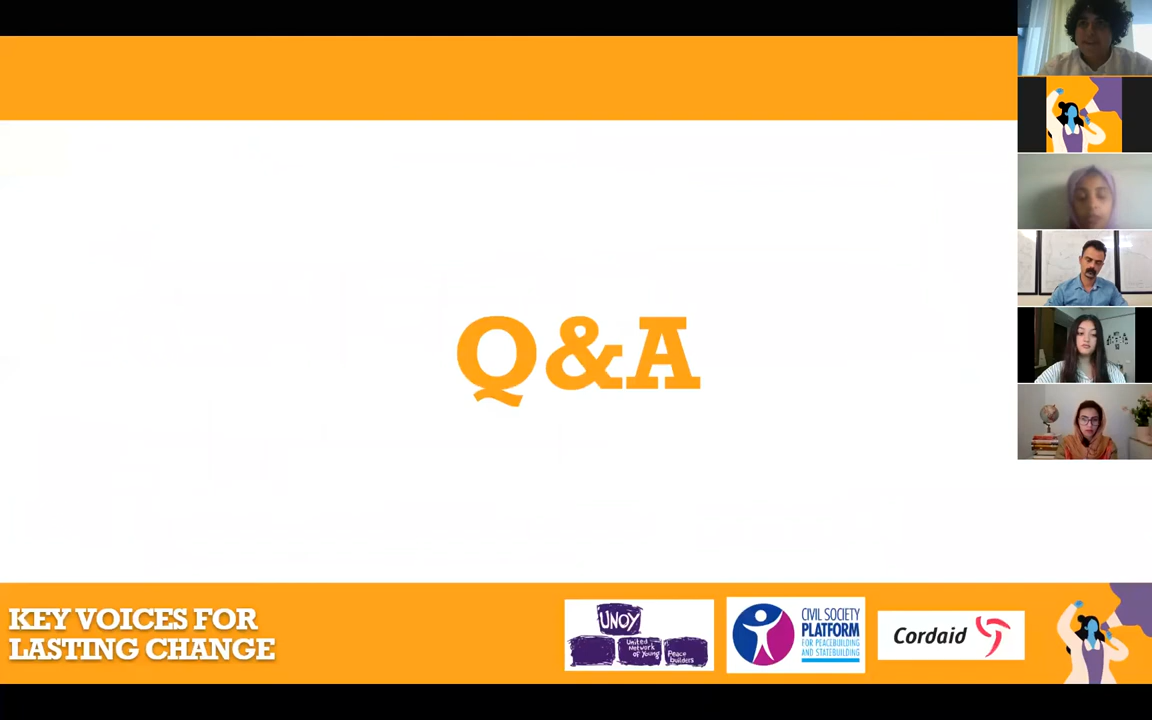 Q&A
KEY VOICES FOR
LASTING CHANGE
UNOY
United
Network
of Young
Peace
builders
CIVIL SOCIETY
PLATFORM
FOR PEACEBUILDING
AND STATEBUILDING
Cordaid